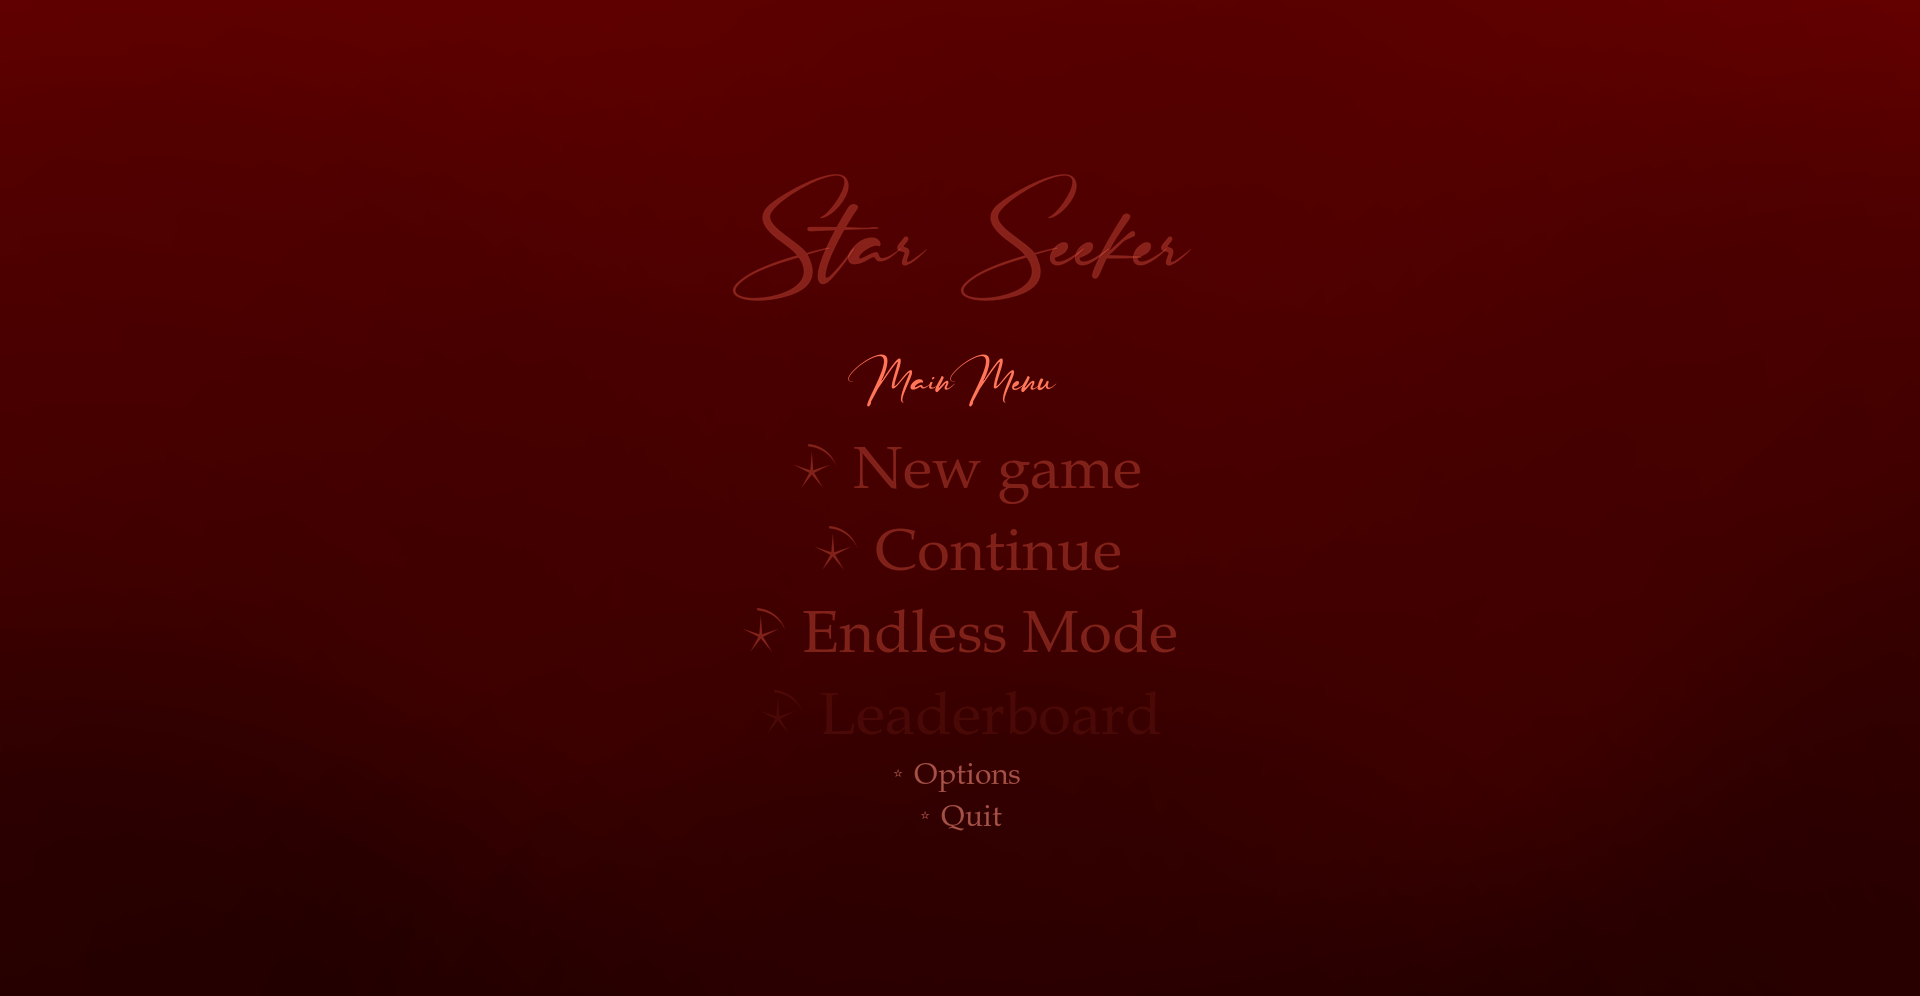 Star Seeker
Main Menu
New game
Continue
Endless Mode
Leaderboard
⭐ Options
⭐ Quit